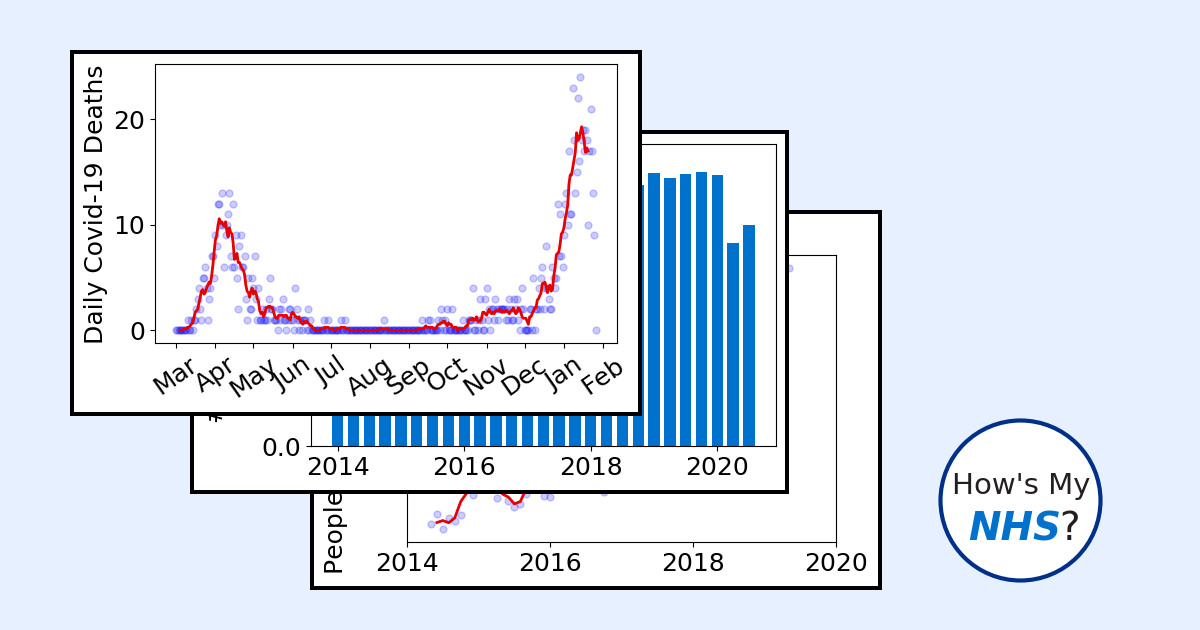 Daily Covid-19 Deaths
20
10
0
Mar Apr May Jun Jul Aug Sep Oct Nov Dec Jan Feb
0.0
2014 2016 2018 2020
People
2014 2016 2018 2020
How's My
NHS?